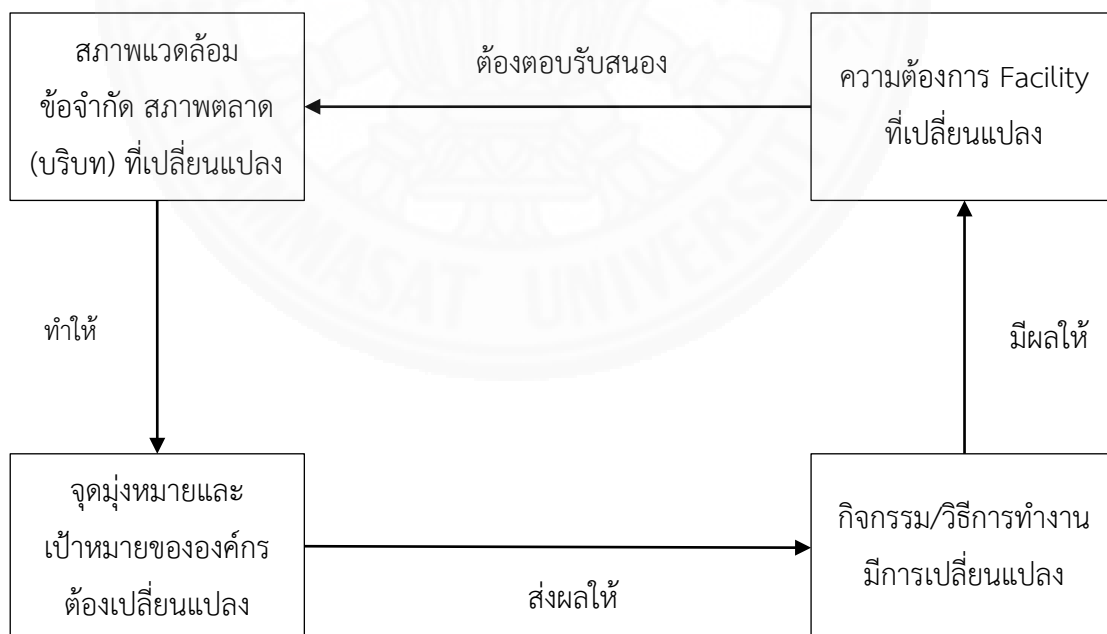 สภาพแวดล้อม
ข้อจำกัด สภาพตลาด
(บริบท) ที่เปลี่ยนแปลง
ต้องตอบรับสนอง
ความต้องการ Facility
ที่เปลี่ยนแปลง
ทำให้
มีผลให้
จุดมุ่งหมายและ
เป้าหมายขององค์กร
ต้องเปลี่ยนแปลง
ส่งผลให้
กิจกรรม/วิธีการทำงาน
มีการเปลี่ยนแปลง
MMASAT UNIVERSITY